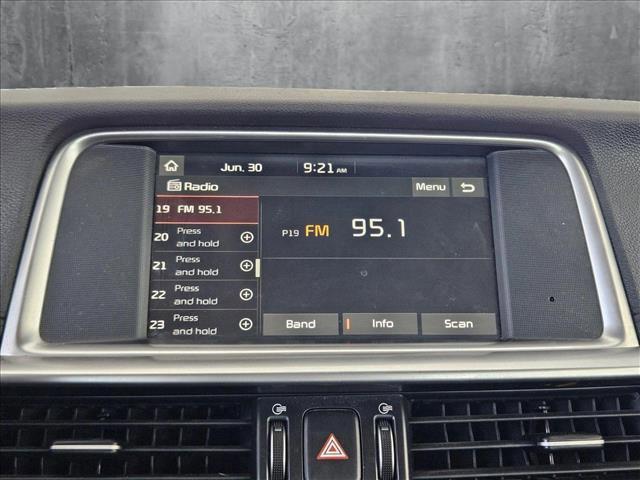 Jun. 30 9:21 AM
Radio Menu
19 FM 95.1
P19 FM 95.1
20 Press and hold
21 Press and hold
22 Press and hold
23 Press and hold
Band Info Scan